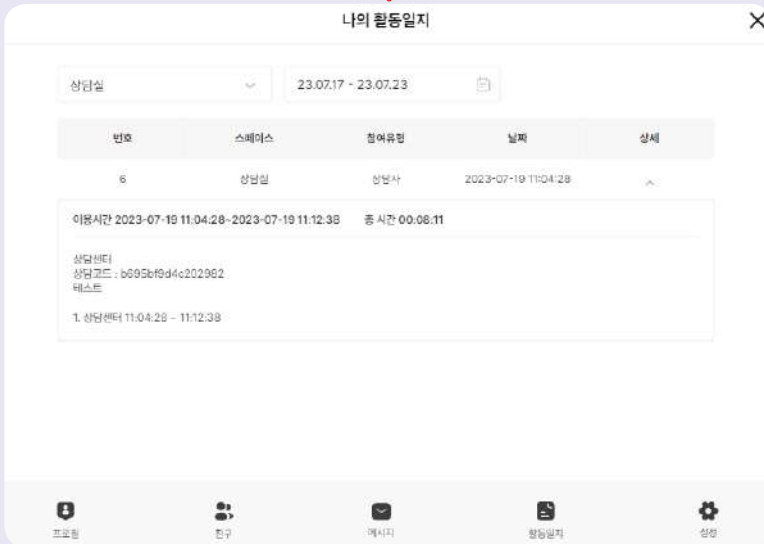 나의 활동일지
상담실 23.07.17 - 23.07.23
번호 스페이스 참여유형 날짜 상세
6 상담실 상담사 2023-07-19 11:04:28
이용시간 2023-07-19 11:04:28~2023-07-19 11:12:38 총 시간 00:08:11
상담센터
상담코드 : b695bf9d4c202982
테스트
1. 상담센터 11:04:28 ~ 11:12:38
프로필 친구 메시지 활동일지 설정